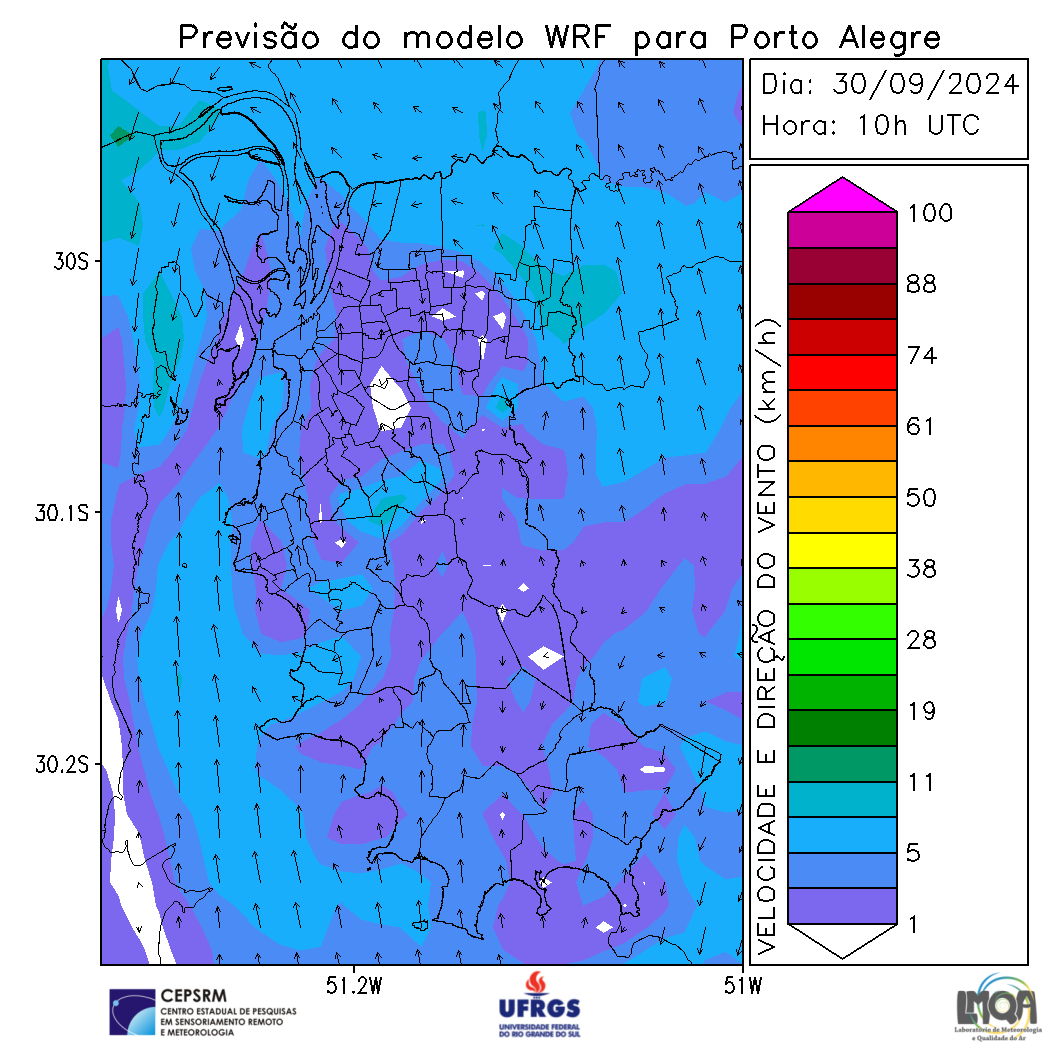 Previsão do modelo WRF para Porto Alegre
Dia: 30/09/2024
Hora: 10h UTC
30S
30.1S
30.2S
51.2W
51W
VELOCIDADE E DIREÇÃO DO VENTO (km/h)
100
88
74
61
50
38
28
19
11
5
1
CEPSRM
CENTRO ESTADUAL DE PESQUISAS
EM SENSORIAMENTO REMOTO
E METEOROLOGIA
UFRGS
UNIVERSIDADE FEDERAL
DO RIO GRANDE DO SUL
LMQA
Laboratório de Meteorologia
e Qualidade do Ar